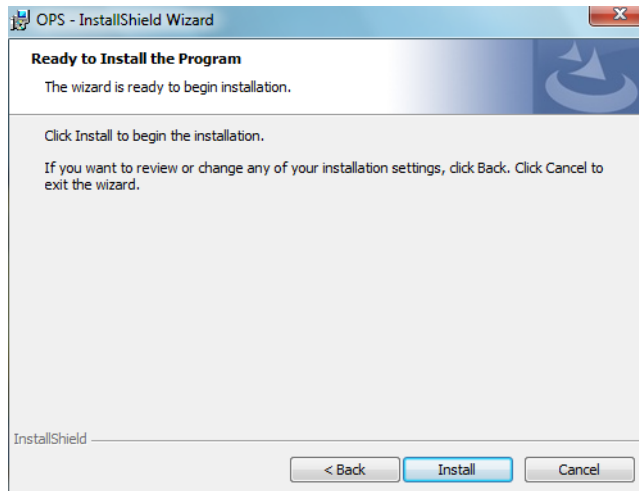 OPS - InstallShield Wizard
Ready to Install the Program
The wizard is ready to begin installation.
Click Install to begin the installation.
If you want to review or change any of your installation settings, click Back. Click Cancel to
exit the wizard.
InstallShield
< Back Install Cancel